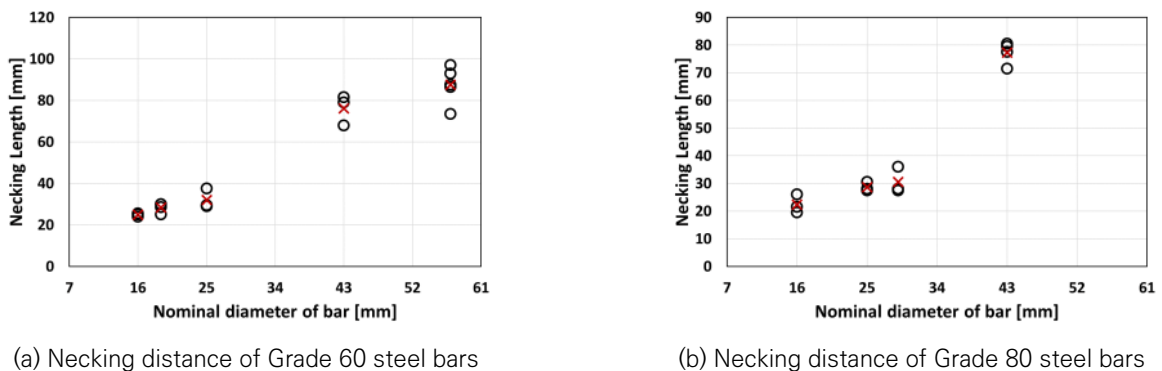 120
100
80
60
40
20
0
Necking Length [mm]
7 16 25 34 43 52 61
Nominal diameter of bar [mm]
(a) Necking distance of Grade 60 steel bars
90
80
70
60
50
40
30
20
10
0
Necking Length [mm]
7 16 25 34 43 52 61
Nominal diameter of bar [mm]
(b) Necking distance of Grade 80 steel bars